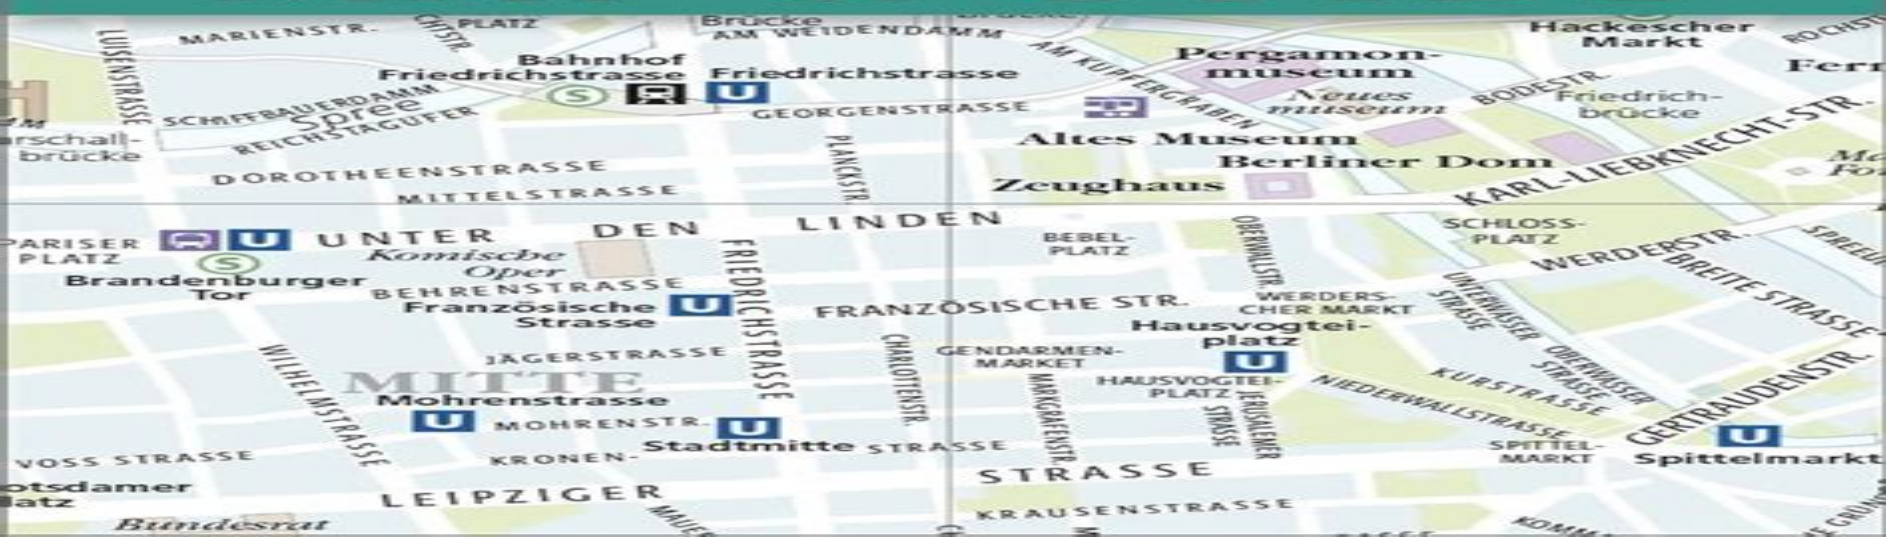 PLATZ
Brücke
MARIENSTR.
AM WEIDENDAMM
Hackescher
Markt
LUISENSTRASSE
Bahnhof
Friedrichstrasse
S
U
Friedrichstrasse
AM KUPFERGRABEN
Pergamon-
museum
Neues
museum
BODESTR.
Friedrich-
brücke
SCHIFFBAUERDAMM
Spree
REICHSTAGUFER
GEORGENSTRASSE
brücke
PLANCKSTR.
Altes Museum
Berliner Dom
KARL-LIEBKNECHT-STR.
DOROTHEENSTRASSE
MITTELSTRASSE
Zeughaus
UNTER DEN LINDEN
PARISER
PLATZ
U
S
Brandenburger
Tor
Komische
Oper
BEBEL-
PLATZ
OBERWALLSTR.
SCHLOSS-
PLATZ
WERDERSTR.
BREITE STRASSE
BEHRENSTRASSE
Französische
Strasse
U
FRIEDRICHSTRASSE
FRANZÖSISCHE STR.
WERDERS-
CHER MARKT
UNTERWASSER
STRASSE
Hausvogtei-
platz
U
JÄGERSTRASSE
CHARLOTTENSTR.
GENDARMEN-
MARKET
WILHELMSTRASSE
MITTE
Mohrenstrasse
U
MOHRENSTR.
U
Stadtmitte
KRONEN-
STRASSE
MARKGRAFENSTR.
HAUSVOGTEI-
PLATZ
JERUSALEMER
STRASSE
NIEDERWALLSTRASSE
KURSTRASSE
OBERWASSER
STRASSE
GERTRAUDENSTR.
U
SPITTEL-
MARKT
Spittelmarkt
VOSS STRASSE
LEIPZIGER
STRASSE
KRAUSENSTRASSE
Bundesrat